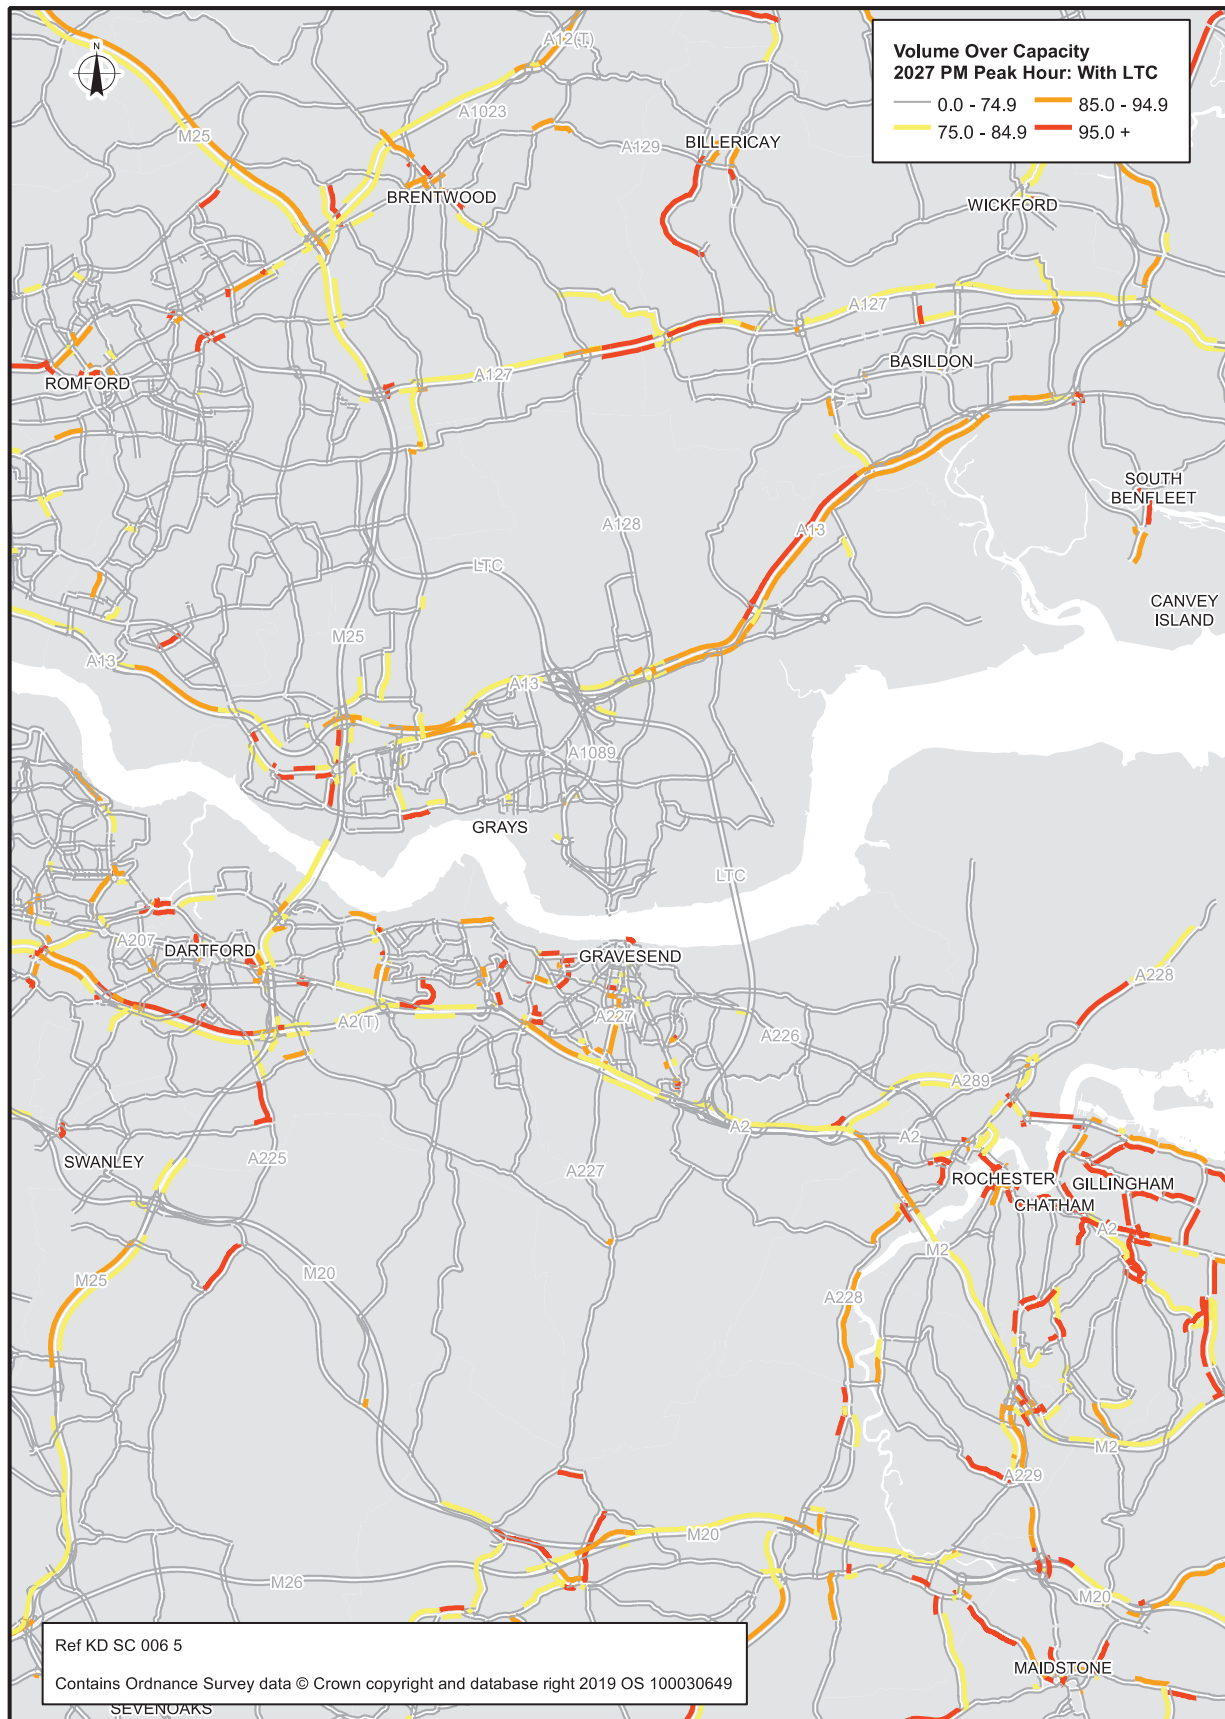 N
A12(T)
Volume Over Capacity
2027 PM Peak Hour: With LTC
0.0 - 74.9
85.0 - 94.9
75.0 - 84.9
95.0 +
A1023
M25
A129
BILLERICAY
BRENTWOOD
WICKFORD
A127
BASILDON
A127
ROMFORD
SOUTH
BENFLEET
A128
A13
LTC
CANVEY
ISLAND
M25
A13
A13
A1089
GRAYS
LTC
A207
DARTFORD
GRAVESEND
A228
A2(T)
A227
A226
A289
A2
A2
SWANLEY
A225
A227
ROCHESTER
GILLINGHAM
CHATHAM
A2
M2
M20
M25
A228
M2
A229
M20
M26
M20
Ref KD SC 006 5
MAIDSTONE
Contains Ordnance Survey data © Crown copyright and database right 2019 OS 100030649
SEVENOAKS